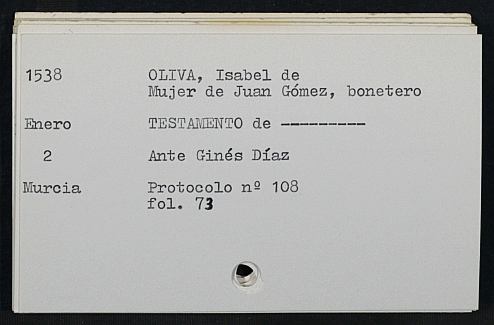 1538 OLIVA, Isabel de
Mujer de Juan Gómez, bonetero
Enero TESTAMENTO de ---------
2 Ante Ginés Díaz
Murcia Protocolo nº 108
fol. 73